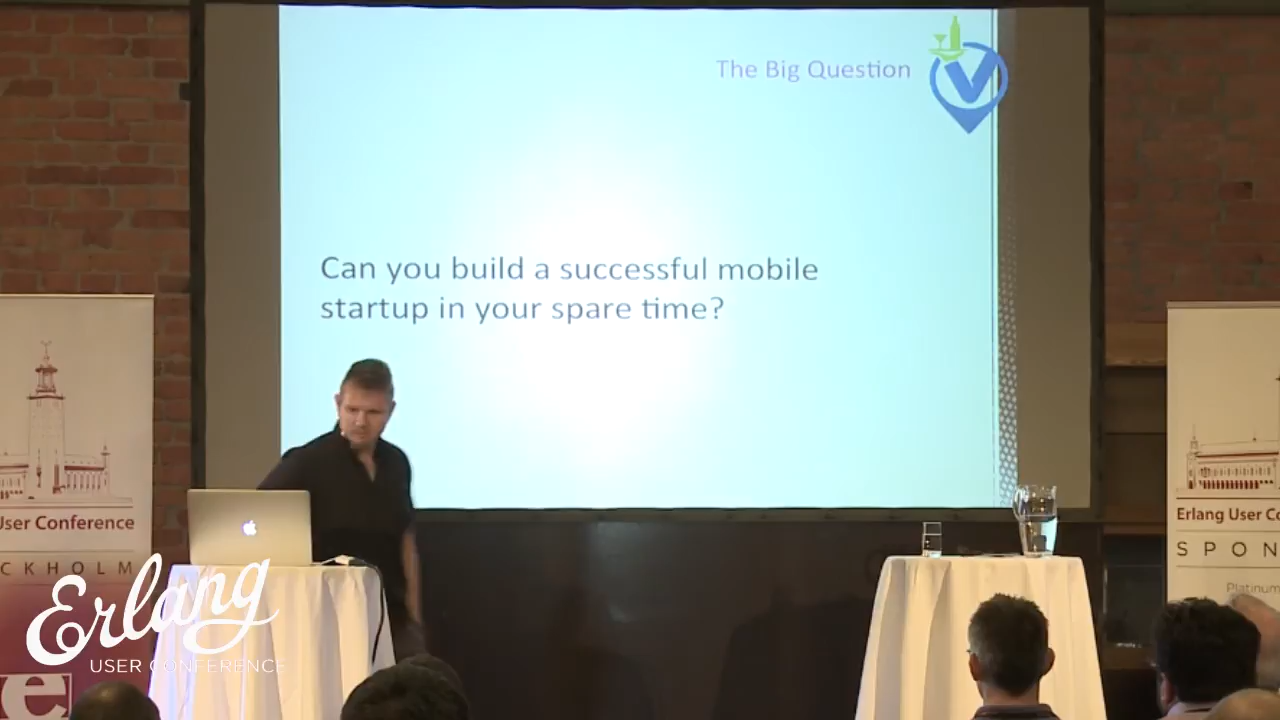 The Big Question
Can you build a successful mobile
startup in your spare time?
User Conference
CKHOLM
Erlang
USER CONFERENCE
e
Erlang User Co
SPON
Platinum